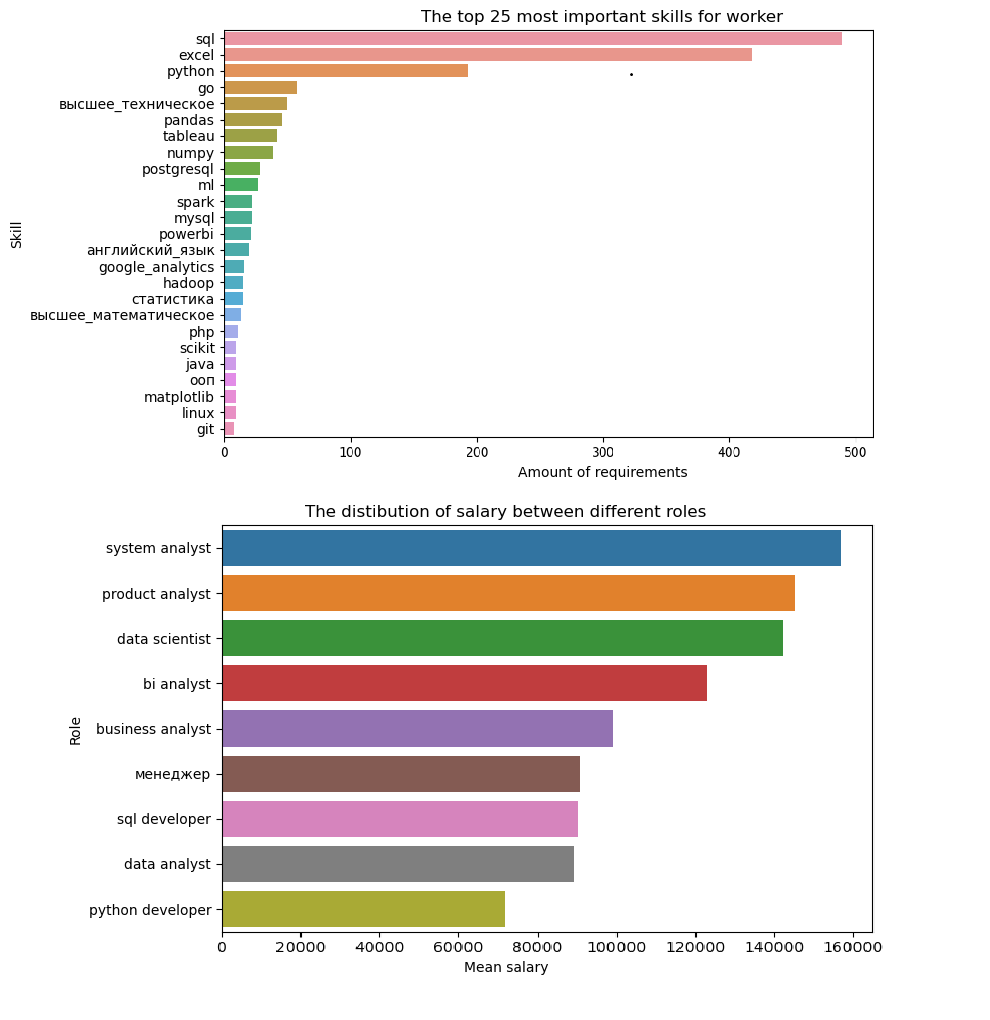 The top 25 most important skills for worker
sql
excel
python
go
высшее_техническое
pandas
tableau
numpy
postgresql
ml
spark
mysql
powerbi
английский_язык
google_analytics
hadoop
статистика
высшее_математическое
php
scikit
java
ооп
matplotlib
linux
git
Skill
0 100 200 300 400 500
Amount of requirements
The distibution of salary between different roles
system analyst
product analyst
data scientist
bi analyst
business analyst
менеджер
sql developer
data analyst
python developer
Role
0 20000 40000 60000 80000 100000 120000 140000 160000
Mean salary